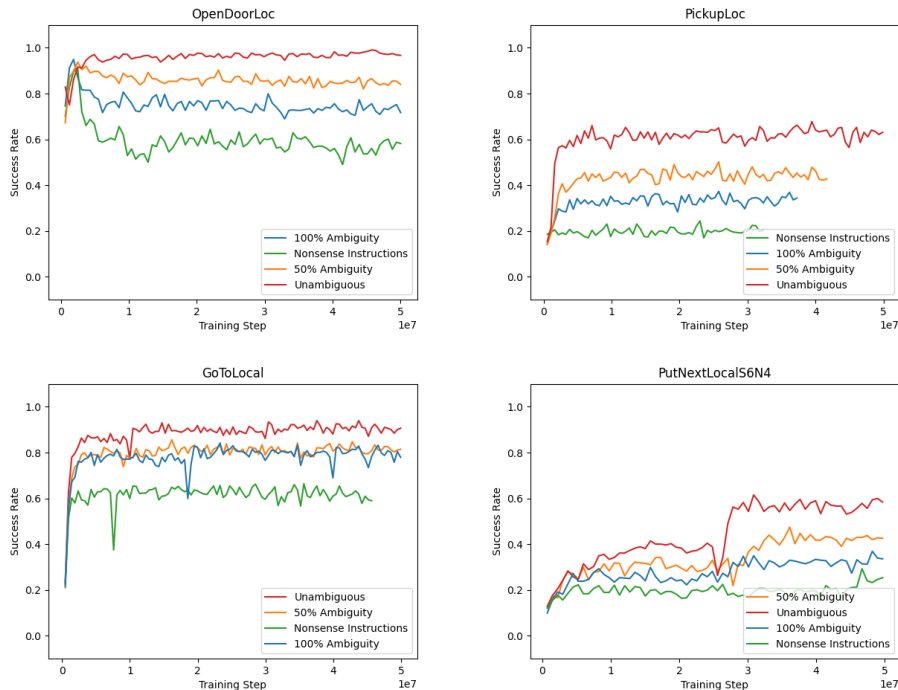 OpenDoorLoc
1.0
0.8
0.6
0.4
0.2
0.0
Success Rate
0
1
2
3
4
5
1e7
Training Step
100% Ambiguity
Nonsense Instructions
50% Ambiguity
Unambiguous
PickupLoc
1.0
0.8
0.6
0.4
0.2
0.0
Success Rate
0
1
2
3
4
5
1e7
Training Step
Nonsense Instructions
100% Ambiguity
50% Ambiguity
Unambiguous
GoToLocal
1.0
0.8
0.6
0.4
0.2
0.0
Success Rate
0
1
2
3
4
5
1e7
Training Step
Unambiguous
50% Ambiguity
Nonsense Instructions
100% Ambiguity
PutNextLocalS6N4
1.0
0.8
0.6
0.4
0.2
0.0
Success Rate
0
1
2
3
4
5
1e7
Training Step
50% Ambiguity
Unambiguous
100% Ambiguity
Nonsense Instructions